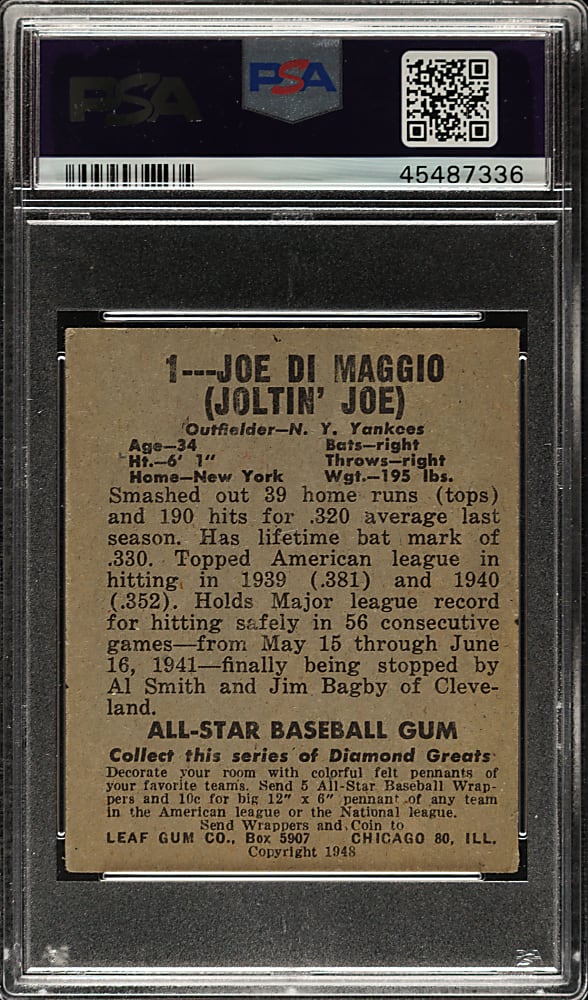 PSA
PSA
45487336
1---JOE DI MAGGIO
(JOLTIN' JOE)
Outfielder—N. Y. Yankees
Age—34 Bats—right
Ht.—6' 1" Throws—right
Home—New York Wgt.—195 lbs.
Smashed out 39 home runs (tops)
and 190 hits for .320 average last
season. Has lifetime bat mark of
.330. Topped American league in
hitting in 1939 (.381) and 1940
(.352). Holds Major league record
for hitting safely in 56 consecutive
games—from May 15 through June
16, 1941—finally being stopped by
Al Smith and Jim Bagby of Cleve-
land.
ALL-STAR BASEBALL GUM
Collect this series of Diamond Greats
Decorate your room with colorful felt pennants of
your favorite teams. Send 5 All-Star Baseball Wrap-
pers and 10c for big 12" x 6" pennant of any team
in the American league or the National league.
Send Wrappers and Coin to
LEAF GUM CO., Box 5907 CHICAGO 80, ILL.
Copyright 1948